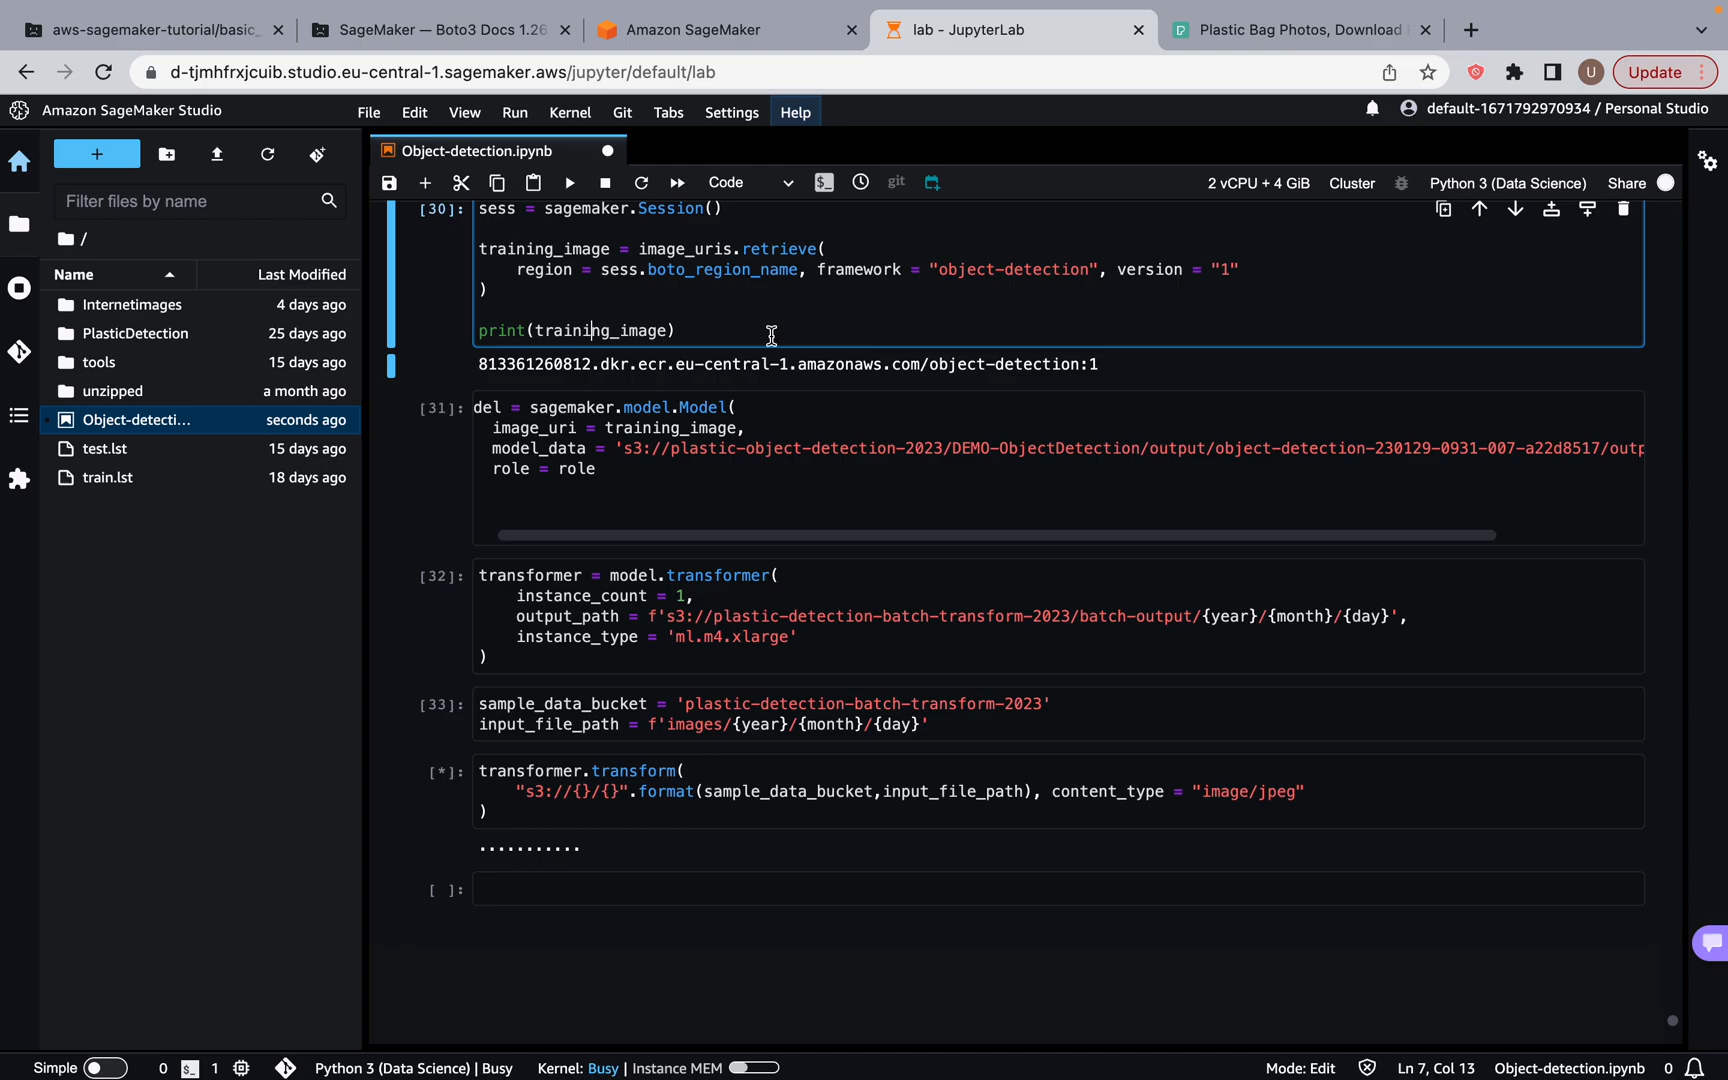 aws-sagemaker-tutorial/basic_
SageMaker — Boto3 Docs 1.26
Amazon SageMaker
lab - JupyterLab
Plastic Bag Photos, Download
d-tjmhfrxjcuib.studio.eu-central-1.sagemaker.aws/jupyter/default/lab
U
Update
Amazon SageMaker Studio
File Edit View Run Kernel Git Tabs Settings Help
default-1671792970934 / Personal Studio
Object-detection.ipynb
Code
git
2 vCPU + 4 GiB
Cluster
Python 3 (Data Science)
Share
Filter files by name
/
Name Last Modified
Internetimages 4 days ago
PlasticDetection 25 days ago
tools 15 days ago
unzipped a month ago
Object-detecti... seconds ago
test.lst 15 days ago
train.lst 18 days ago
[30]: sess = sagemaker.Session()
training_image = image_uris.retrieve(
region = sess.boto_region_name, framework = "object-detection", version = "1"
)
print(training_image)
813361260812.dkr.ecr.eu-central-1.amazonaws.com/object-detection:1
[31]: del = sagemaker.model.Model(
image_uri = training_image,
model_data = 's3://plastic-object-detection-2023/DEMO-ObjectDetection/output/object-detection-230129-0931-007-a22d8517/outp
role = role
[32]: transformer = model.transformer(
instance_count = 1,
output_path = f's3://plastic-detection-batch-transform-2023/batch-output/{year}/{month}/{day}',
instance_type = 'ml.m4.xlarge'
)
[33]: sample_data_bucket = 'plastic-detection-batch-transform-2023'
input_file_path = f'images/{year}/{month}/{day}'
[*]: transformer.transform(
"s3://{}/{}".format(sample_data_bucket,input_file_path), content_type = "image/jpeg"
)
...........
[ ]:
Simple
0
1
Python 3 (Data Science) | Busy
Kernel: Busy | Instance MEM
Mode: Edit
Ln 7, Col 13
Object-detection.ipynb
0